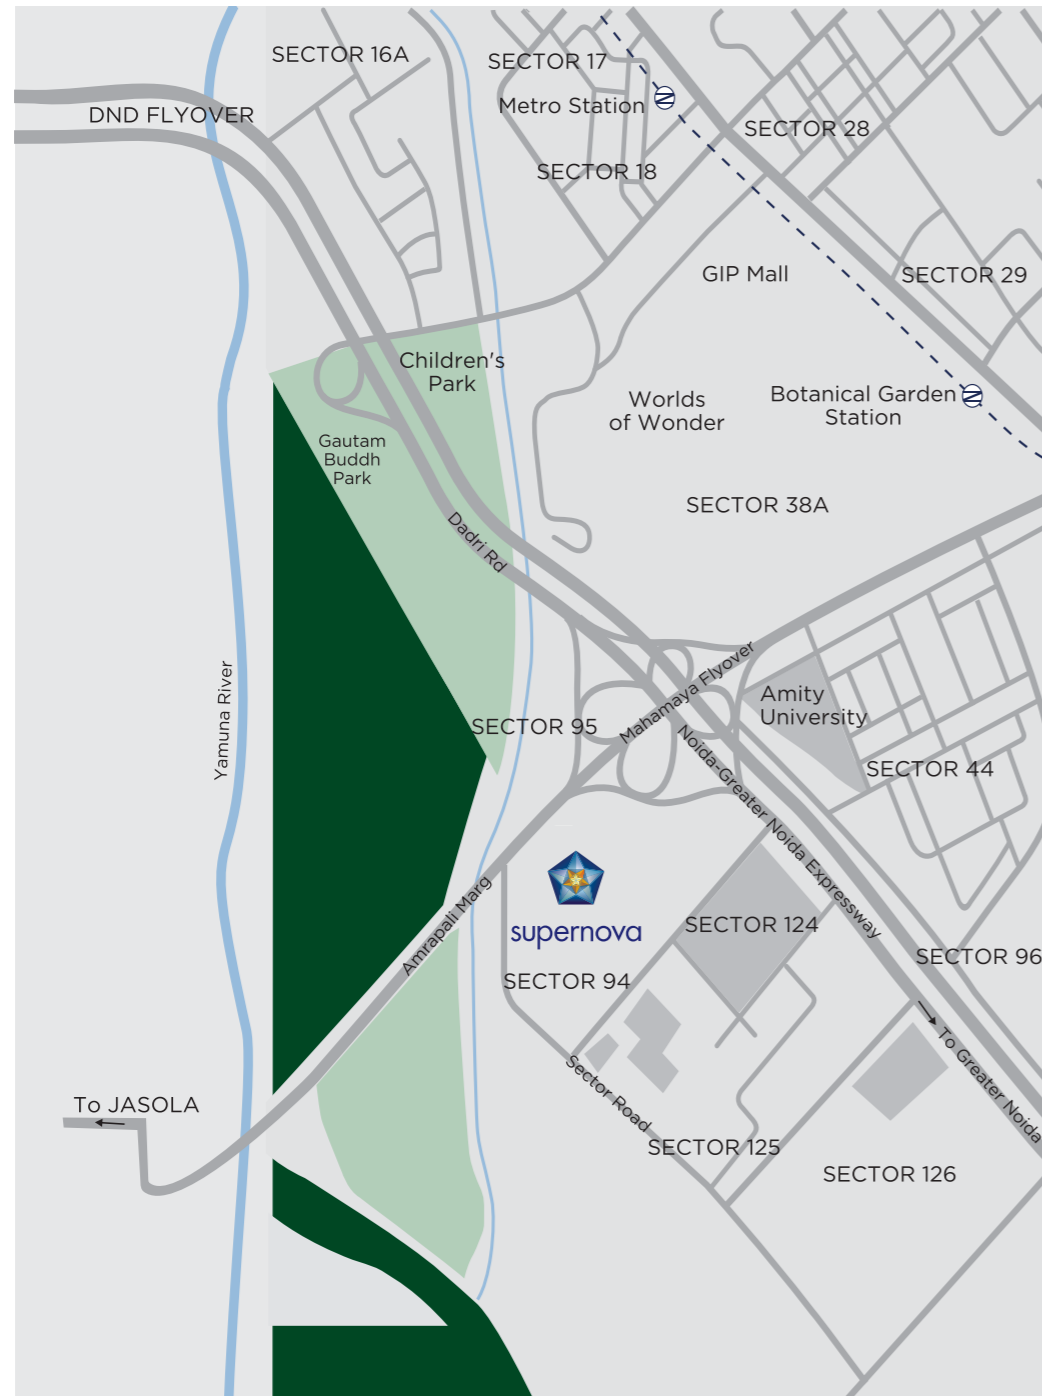 SECTOR 16A
SECTOR 17
DND FLYOVER
Metro Station
SECTOR 28
SECTOR 18
GIP Mall
SECTOR 29
Children's
Park
Worlds
of Wonder
Botanical Garden
Station
Gautam
Buddh
Park
SECTOR 38A
Dadri Rd
Yamuna River
SECTOR 95
Mahamaya Flyover
Amity
University
SECTOR 44
Noida-Greater Noida Expressway
Amrapali Marg
supernova
SECTOR 124
SECTOR 94
SECTOR 96
To Greater Noida
Sector Road
To JASOLA
SECTOR 125
SECTOR 126